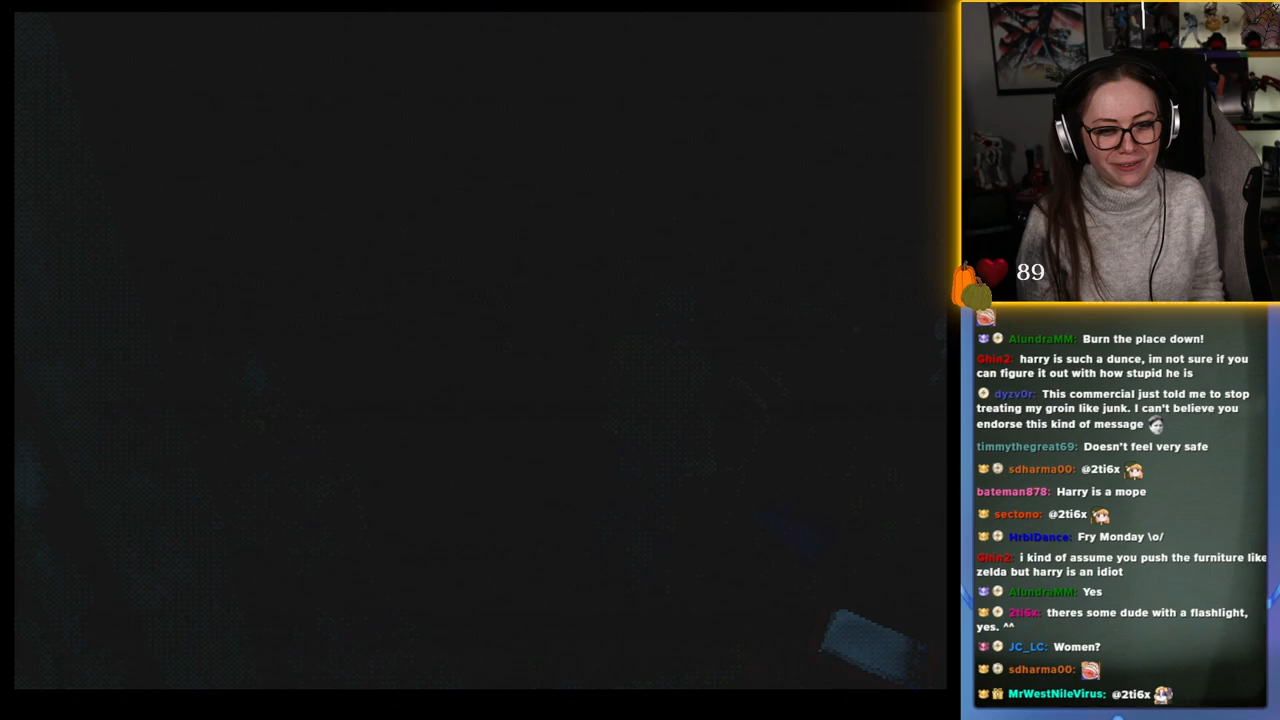 89
AlundraMM: Burn the place down!
Ghin2: harry is such a dunce, im not sure if you
can figure it out with how stupid he is
dyzv0r: This commercial just told me to stop
treating my groin like junk. I can't believe you
endorse this kind of message
timmythegreat69: Doesn't feel very safe
sdharma00: @2ti6x
bateman878: Harry is a mope
sectono: @2ti6x
HrblDance: Fry Monday \o/
Ghin2: i kind of assume you push the furniture like
zelda but harry is an idiot
AlundraMM: Yes
2ti6x: theres some dude with a flashlight,
yes. ^^
JC_LC: Women?
sdharma00:
MrWestNileVirus: @2ti6x